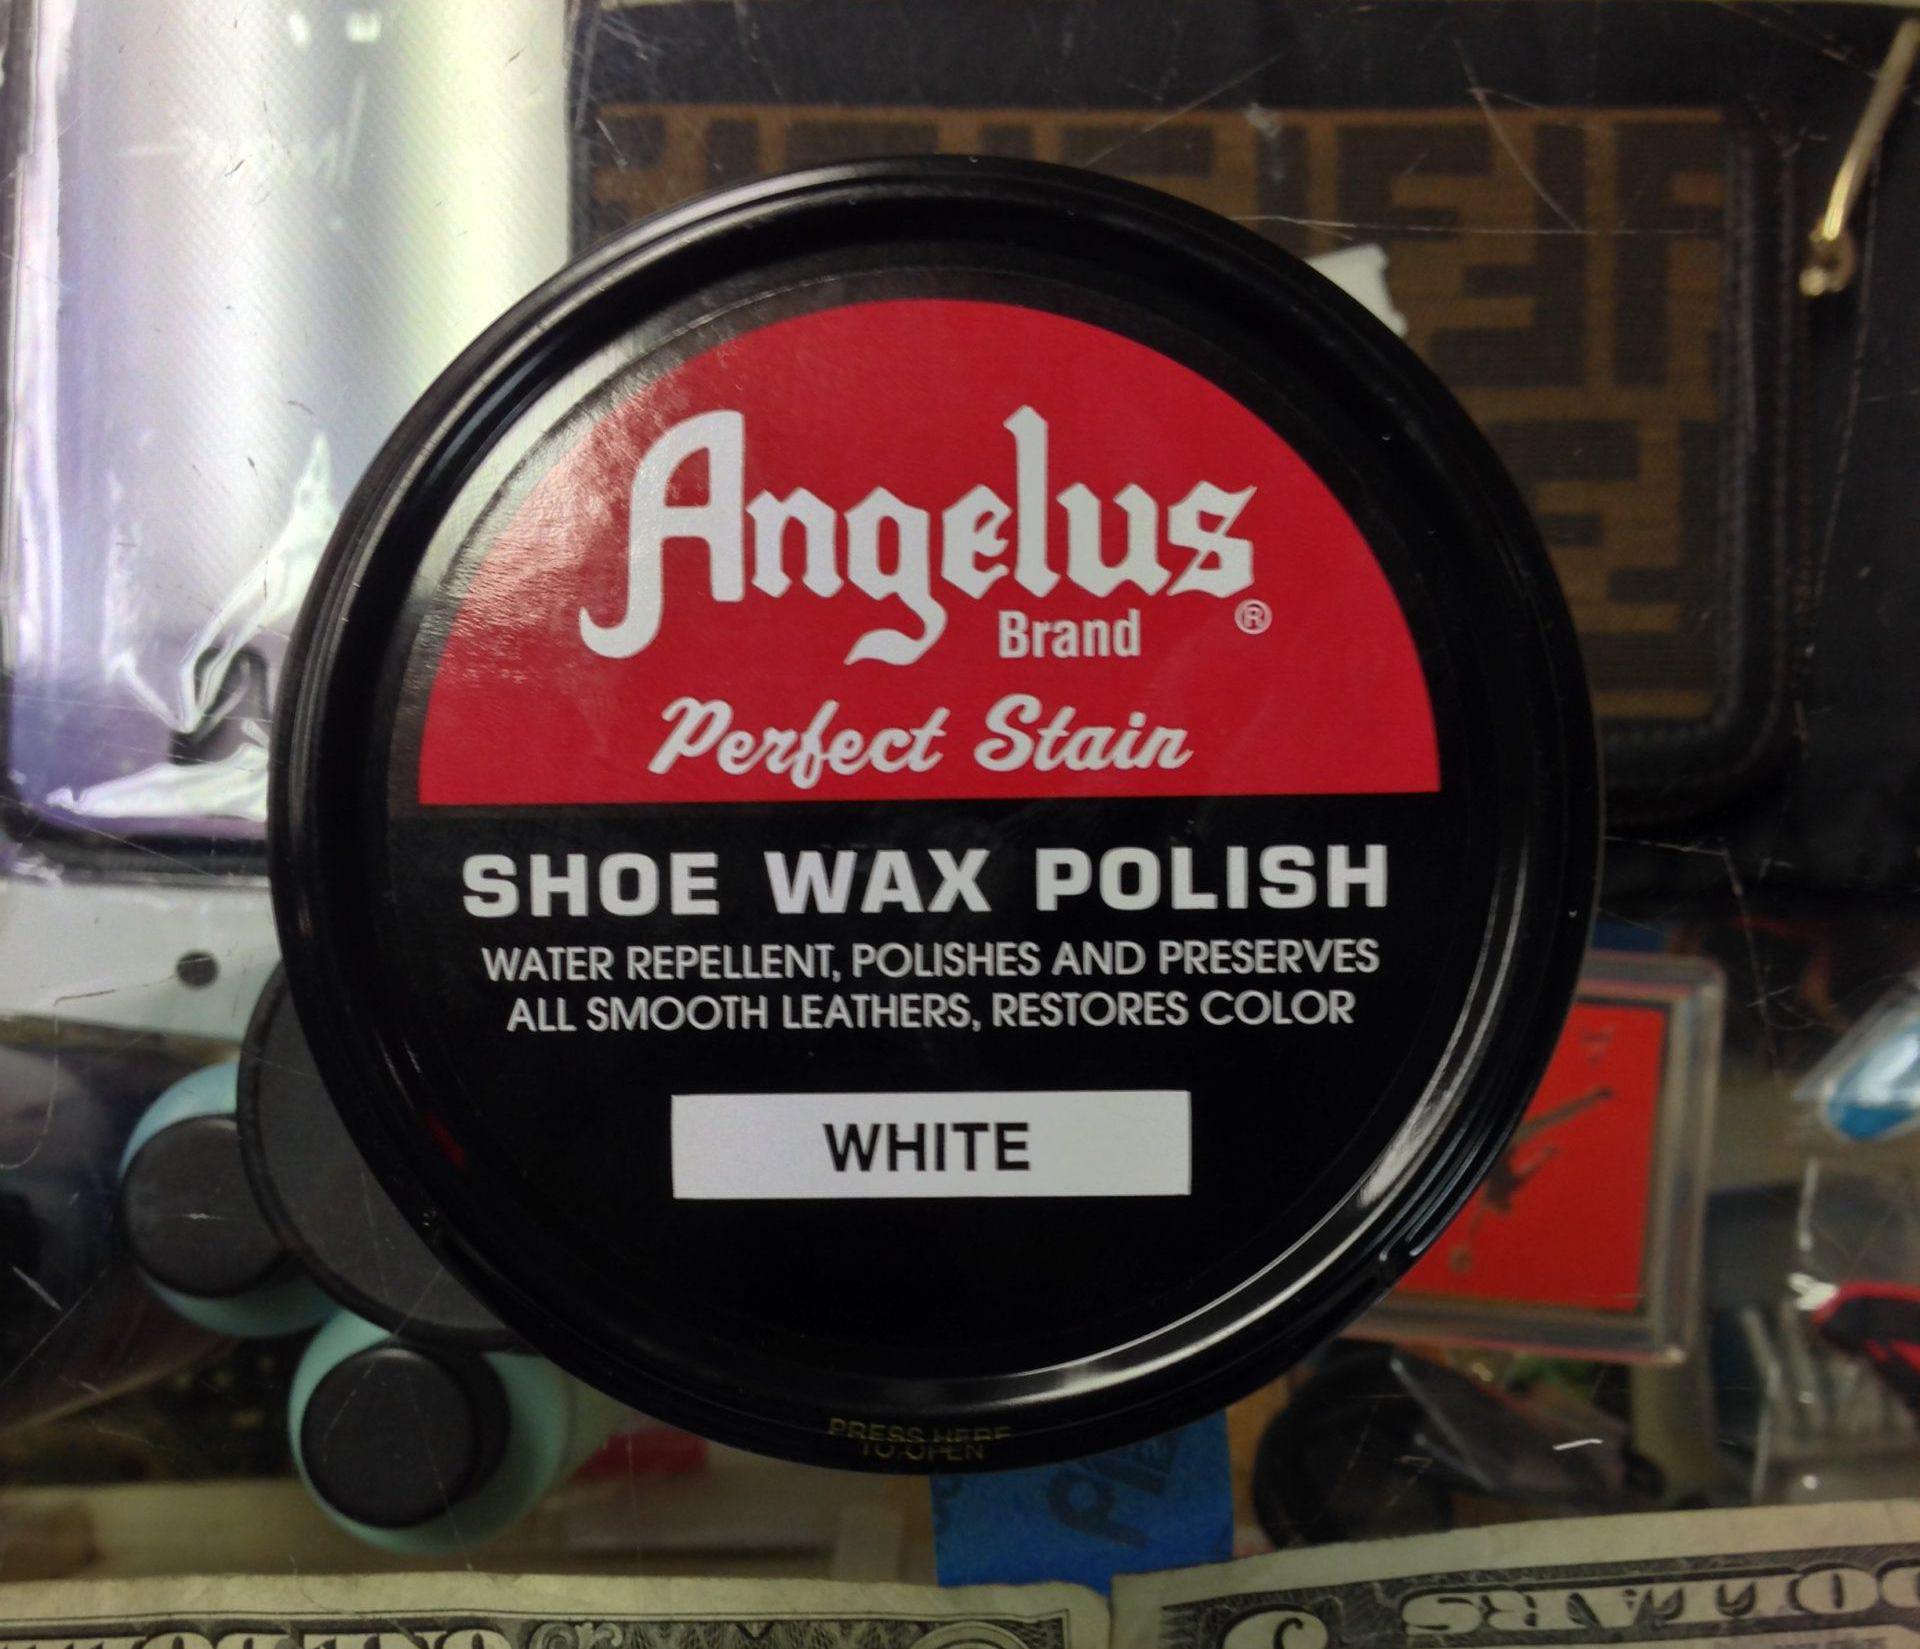 Angelus
Brand ®
Perfect Stain
SHOE WAX POLISH
WATER REPELLENT, POLISHES AND PRESERVES
ALL SMOOTH LEATHERS, RESTORES COLOR
WHITE
PRESS HERE
TO OPEN